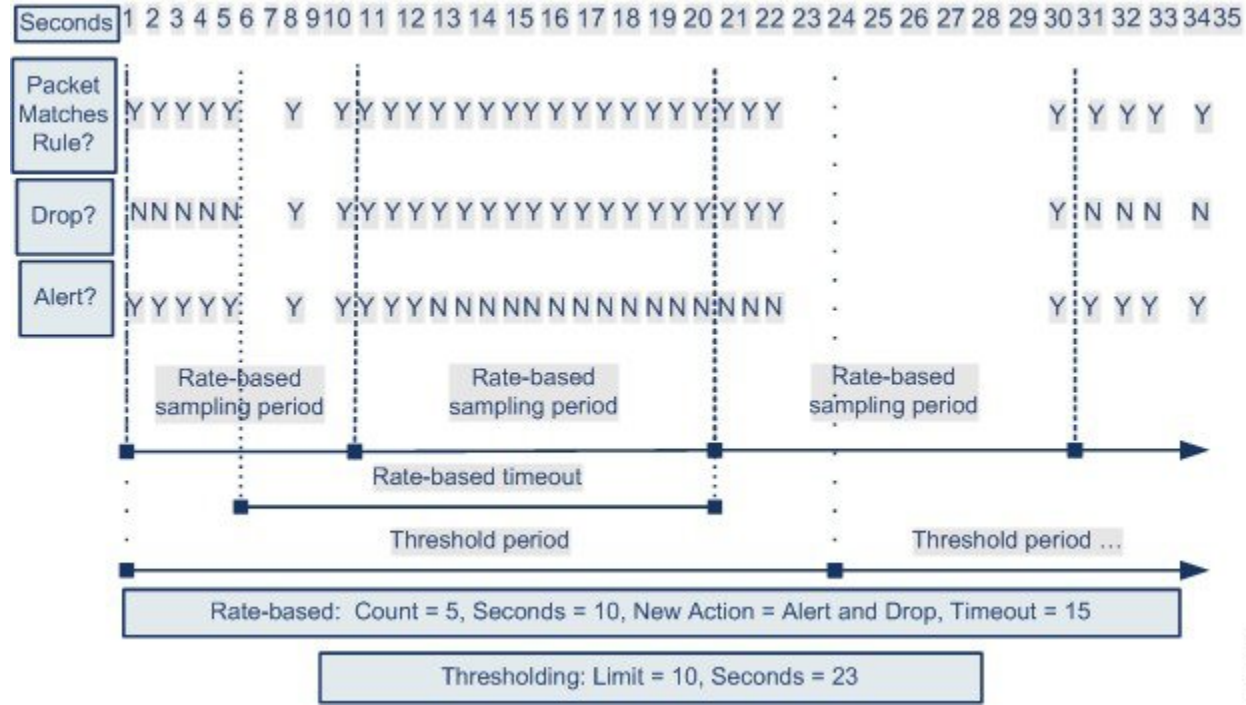 Seconds 1 2 3 4 5 6 7 8 9 10 11 12 13 14 15 16 17 18 19 20 21 22 24 25 26 27 28 29 30 31 32 33 34 35
Packet
Matches
Rule?
Y Y Y Y Y Y Y Y Y Y Y Y Y Y Y Y Y Y Y Y Y Y Y Y Y Y Y Y Y Y
Drop?
N N N N N Y Y Y Y Y Y Y Y Y Y Y Y Y Y Y Y Y Y Y Y Y N N N N
Alert?
Y Y Y Y Y Y Y Y Y Y N N N N N N N N N N N N N N N Y Y Y Y Y
Rate-based
sampling period
Rate-based
sampling period
Rate-based
sampling period
Rate-based timeout
Threshold period
Threshold period ...
Rate-based: Count = 5, Seconds = 10, New Action = Alert and Drop, Timeout = 15
Thresholding: Limit = 10, Seconds = 23